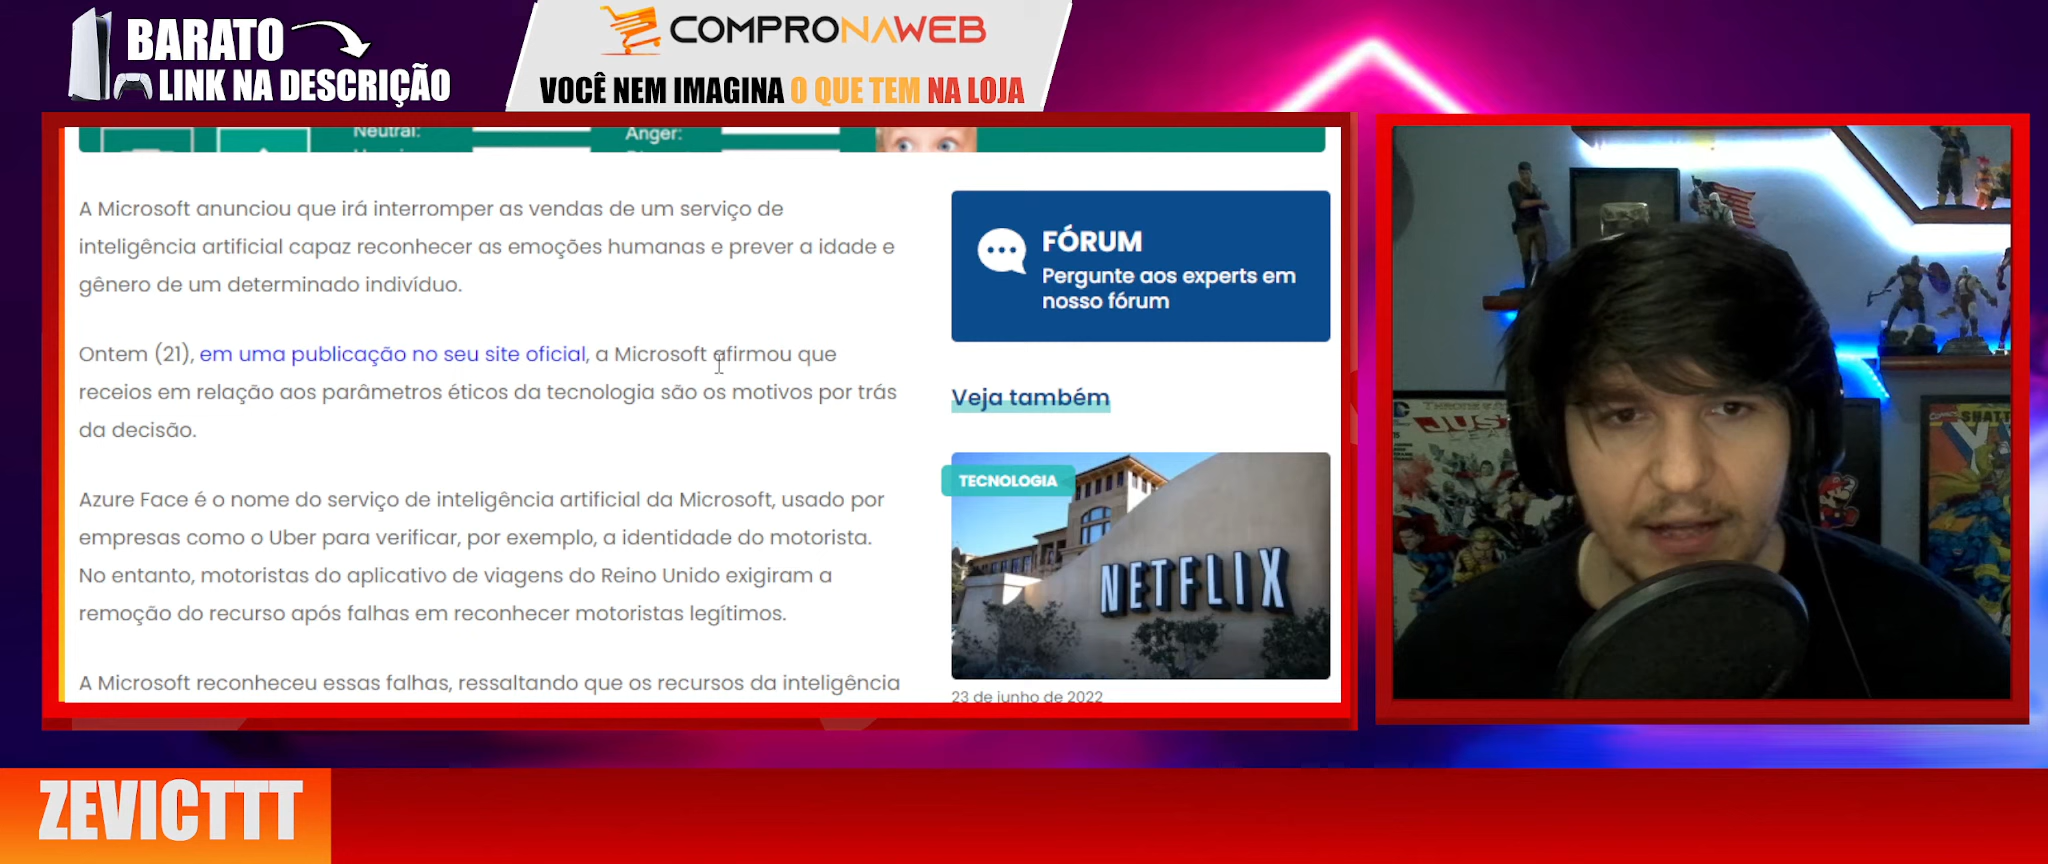 BARATO
LINK NA DESCRIÇÃO
COMPRONAWEB
VOCÊ NEM IMAGINA O QUE TEM NA LOJA
Neutral:
Anger:
A Microsoft anunciou que irá interromper as vendas de um serviço de
inteligência artificial capaz reconhecer as emoções humanas e prever a idade e
gênero de um determinado indivíduo.
Ontem (21), em uma publicação no seu site oficial, a Microsoft afirmou que
receios em relação aos parâmetros éticos da tecnologia são os motivos por trás
da decisão.
Azure Face é o nome do serviço de inteligência artificial da Microsoft, usado por
empresas como o Uber para verificar, por exemplo, a identidade do motorista.
No entanto, motoristas do aplicativo de viagens do Reino Unido exigiram a
remoção do recurso após falhas em reconhecer motoristas legítimos.
A Microsoft reconheceu essas falhas, ressaltando que os recursos da inteligência
FÓRUM
Pergunte aos experts em
nosso fórum
Veja também
TECNOLOGIA
NETFLIX
23 de junho de 2022
JUS
SHATT
ZEVICTTT